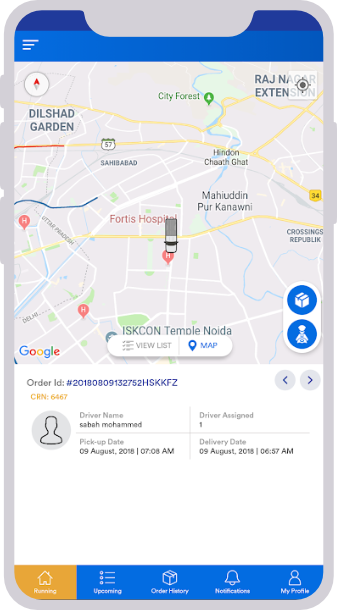 RAJ NAGAR
EXTENSION
City Forest
DILSHAD
GARDEN
57
SAHIBABAD
Hindon
Chaath Ghat
Mahiuddin
Pur Kanawni
34
Fortis Hospital
H
CROSSINGS
REPUBLIK
UTTAR PRADESH
DELHI
H
H
H
ISKCON Temple Noida
Google
VIEW LIST
MAP
Order Id: #20180809132752HSKKFZ
CRN: 6467
Driver Name
sabah mohammed
Driver Assigned
1
Pick-up Date
09 August, 2018 | 07:08 AM
Delivery Date
09 August, 2018 | 06:57 AM
Running
Upcoming
Order History
Notifications
My Profile